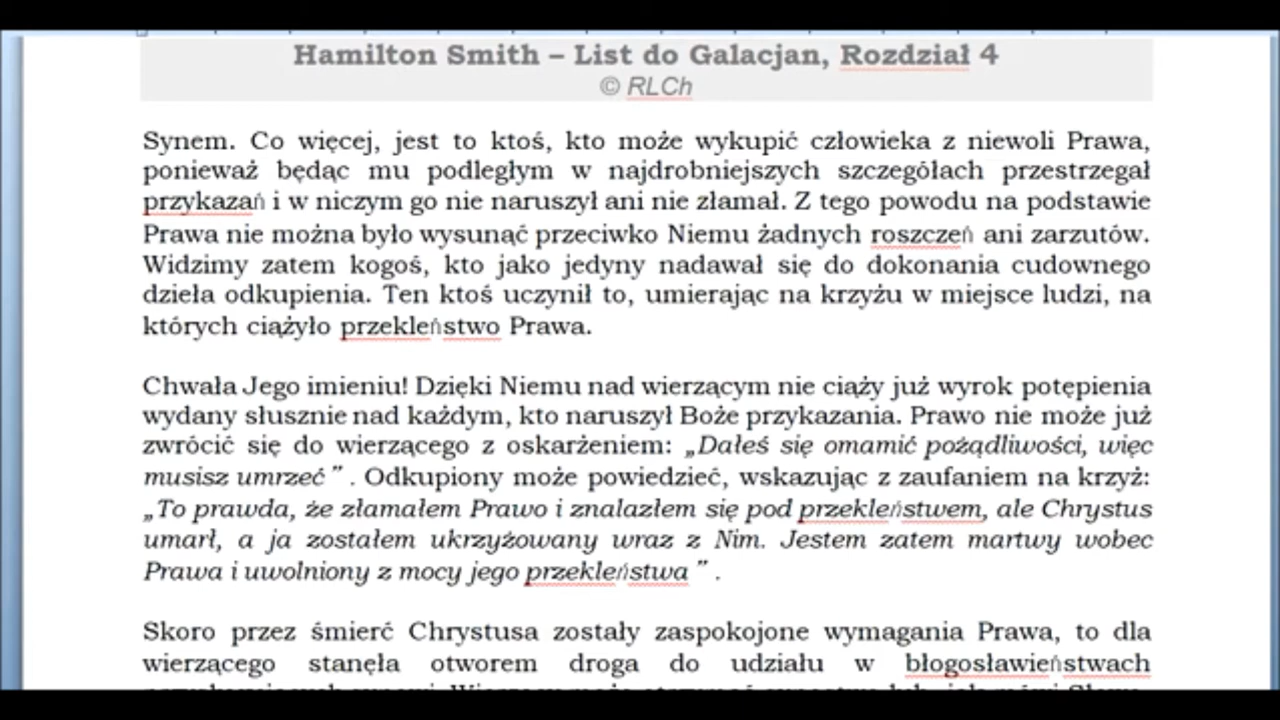 Hamilton Smith – List do Galacjan, Rozdział 4
© RLCh
Synem. Co więcej, jest to ktoś, kto może wykupić człowieka z niewoli Prawa,
ponieważ będąc mu podległym w najdrobniejszych szczegółach przestrzegał
przykazań i w niczym go nie naruszył ani nie złamał. Z tego powodu na podstawie
Prawa nie można było wysunąć przeciwko Niemu żadnych roszczeń ani zarzutów.
Widzimy zatem kogoś, kto jako jedyny nadawał się do dokonania cudownego
dzieła odkupienia. Ten ktoś uczynił to, umierając na krzyżu w miejsce ludzi, na
których ciążyło przekleństwo Prawa.
Chwała Jego imieniu! Dzięki Niemu nad wierzącym nie ciąży już wyrok potępienia
wydany słusznie nad każdym, kto naruszył Boże przykazania. Prawo nie może już
zwrócić się do wierzącego z oskarżeniem: „Dałeś się omamić pożądliwości, więc
musisz umrzeć ” . Odkupiony może powiedzieć, wskazując z zaufaniem na krzyż:
„To prawda, że złamałem Prawo i znalazłem się pod przekleństwem, ale Chrystus
umarł, a ja zostałem ukrzyżowany wraz z Nim. Jestem zatem martwy wobec
Prawa i uwolniony z mocy jego przekleństwa ” .
Skoro przez śmierć Chrystusa zostały zaspokojone wymagania Prawa, to dla
wierzącego stanęła otworem droga do udziału w błogosławieństwach